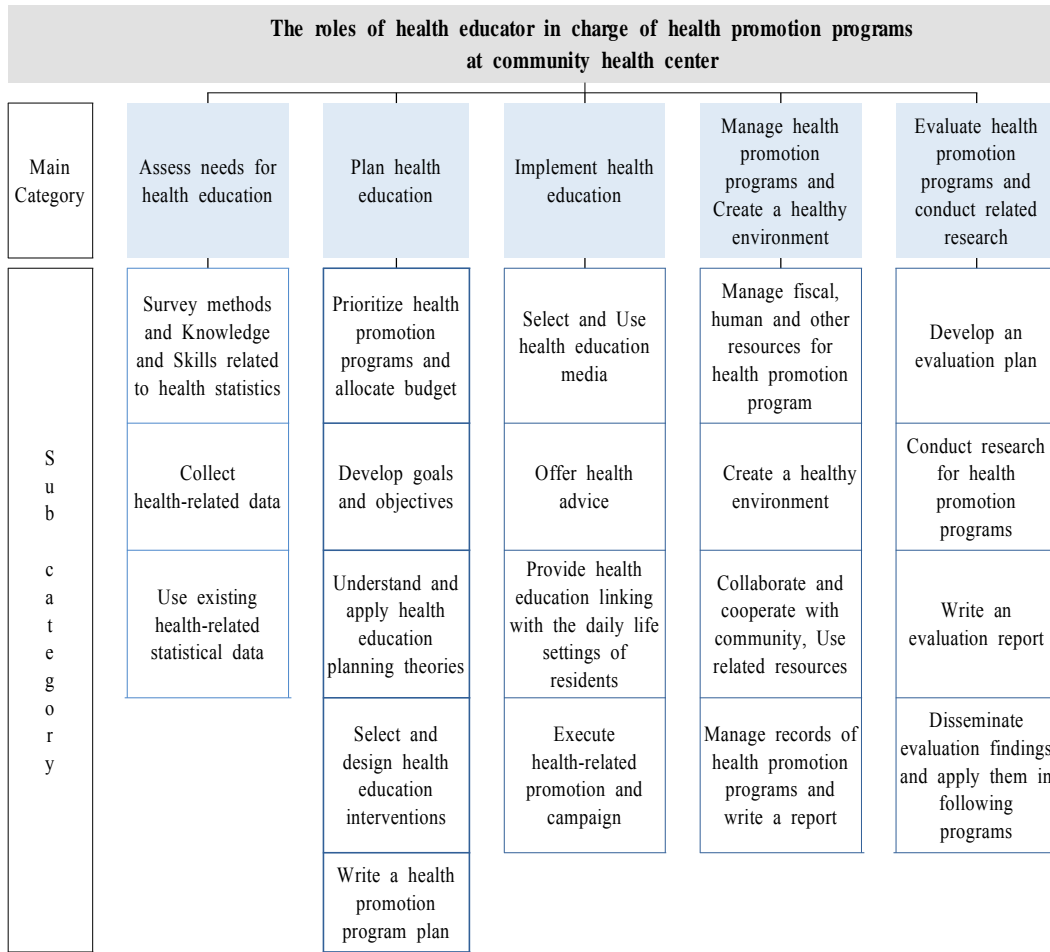 The roles of health educator in charge of health promotion programs
at community health center
Main
Category
Assess needs for
health education
Plan health
education
Implement health
education
Manage health
promotion
programs and
Create a healthy
environment
Evaluate health
promotion
programs and
conduct related
research
S
u
b
c
a
t
e
g
o
r
y
Survey methods
and Knowledge
and Skills related
to health statistics
Prioritize health
promotion
programs and
allocate budget
Select and Use
health education
media
Manage fiscal,
human and other
resources for
health promotion
program
Develop an
evaluation plan
Collect
health-related data
Develop goals
and objectives
Offer health
advice
Create a healthy
environment
Conduct research
for health
promotion
programs
Use existing
health-related
statistical data
Understand and
apply health
education
planning theories
Provide health
education linking
with the daily life
settings of
residents
Collaborate and
cooperate with
community, Use
related resources
Write an
evaluation report
Select and
design health
education
interventions
Execute
health-related
promotion and
campaign
Manage records of
health promotion
programs and
write a report
Disseminate
evaluation findings
and apply them in
following
programs
Write a health
promotion
program plan